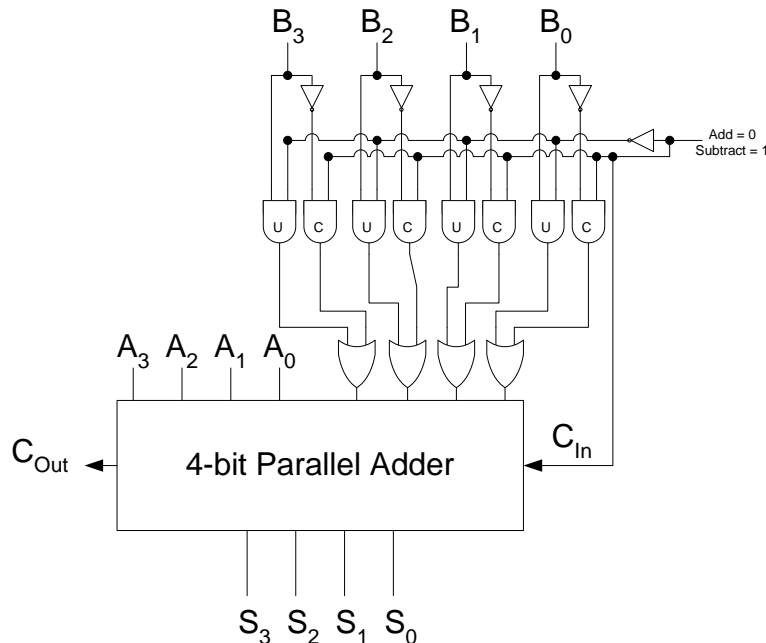 B3 B2 B1 B0
Add = 0
Subtract = 1
U C U C U C U C
A3 A2 A1 A0
COut
4-bit Parallel Adder
CIn
S3 S2 S1 S0